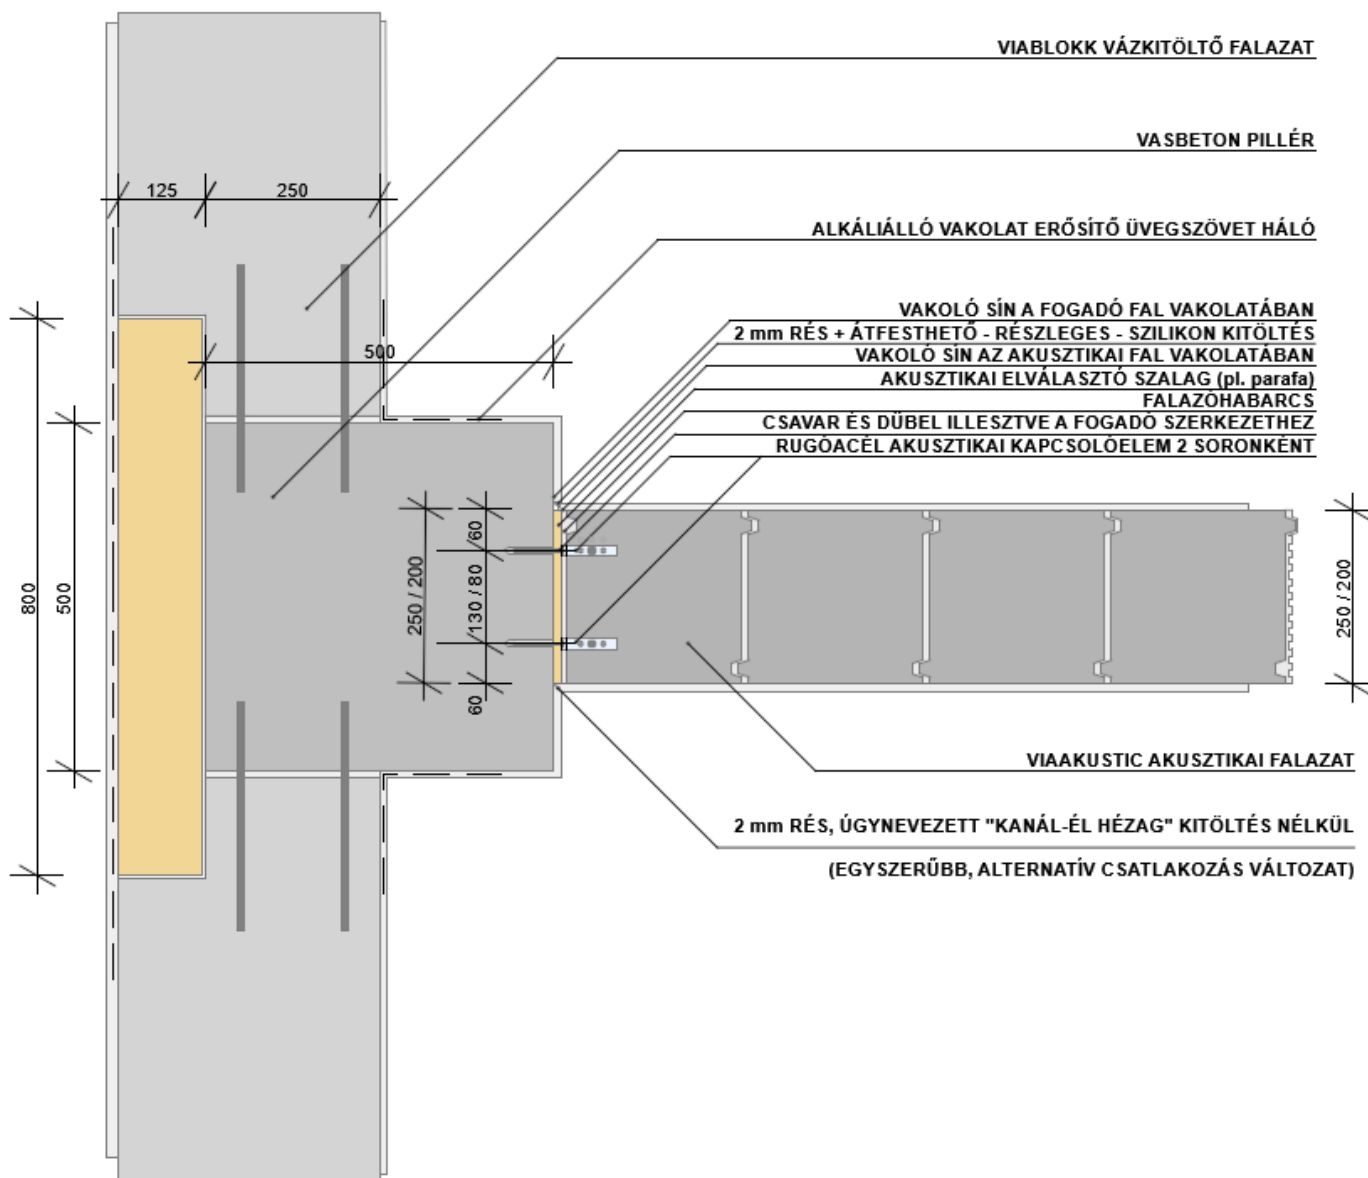 VIABLOKK VÁZKITÖLTŐ FALAZAT
VASBETON PILLÉR
125
250
ALKÁLIÁLLÓ VAKOLAT ERŐSÍTŐ ÜVEGSZÖVET HÁLÓ
VAKOLÓ SÍN A FOGADÓ FAL VAKOLATÁBAN
2 mm RÉS + ÁTFESTHETŐ - RÉSZLEGES - SZILIKON KITÖLTÉS
500
VAKOLÓ SÍN AZ AKUSZTIKAI FAL VAKOLATÁBAN
AKUSZTIKAI ELVÁLASZTÓ SZALAG (pl. parafa)
FALAZÓHABARCS
CSAVAR ÉS DÜBEL ILLESZTVE A FOGADÓ SZERKEZETHEZ
RUGÓACÉL AKUSZTIKAI KAPCSOLÓELEM 2 SORONKÉNT
60
800
500
250 / 200
130 / 80
250 / 200
60
VIAAKUSTIC AKUSZTIKAI FALAZAT
2 mm RÉS, ÚGYNEVEZETT "KANÁL-ÉL HÉZAG" KITÖLTÉS NÉLKÜL
(EGYSZERŰBB, ALTERNATÍV CSATLAKOZÁS VÁLTOZAT)